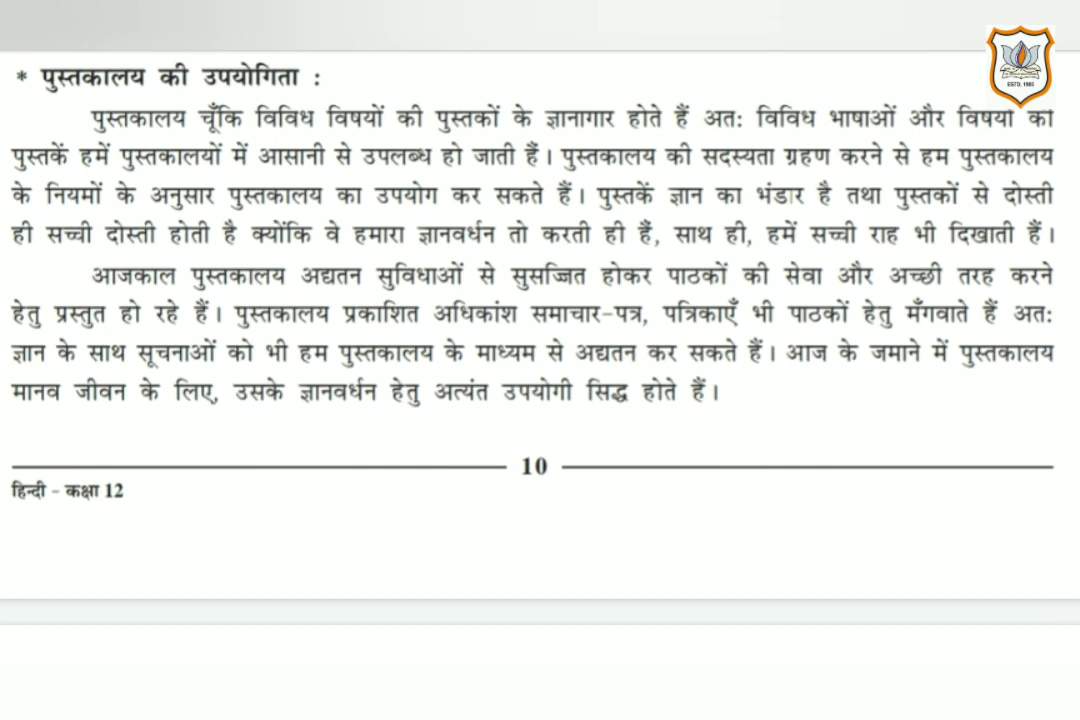 * पुस्तकालय की उपयोगिता :
पुस्तकालय चूँकि विविध विषयों की पुस्तकों के ज्ञानागार होते हैं अतः विविध भाषाओं और विषयों की
पुस्तकें हमें पुस्तकालयों में आसानी से उपलब्ध हो जाती हैं। पुस्तकालय की सदस्यता ग्रहण करने से हम पुस्तकालय
के नियमों के अनुसार पुस्तकालय का उपयोग कर सकते हैं। पुस्तकें ज्ञान का भंडार है तथा पुस्तकों से दोस्ती
ही सच्ची दोस्ती होती है क्योंकि वे हमारा ज्ञानवर्धन तो करती ही हैं, साथ ही, हमें सच्ची राह भी दिखाती हैं।
आजकाल पुस्तकालय अद्यतन सुविधाओं से सुसज्जित होकर पाठकों की सेवा और अच्छी तरह करने
हेतु प्रस्तुत हो रहे हैं। पुस्तकालय प्रकाशित अधिकांश समाचार-पत्र, पत्रिकाएँ भी पाठकों हेतु मँगवाते हैं अतः
ज्ञान के साथ सूचनाओं को भी हम पुस्तकालय के माध्यम से अद्यतन कर सकते हैं। आज के जमाने में पुस्तकालय
मानव जीवन के लिए, उसके ज्ञानवर्धन हेतु अत्यंत उपयोगी सिद्ध होते हैं।
10
हिन्दी - कक्षा 12
ESTD. 1985